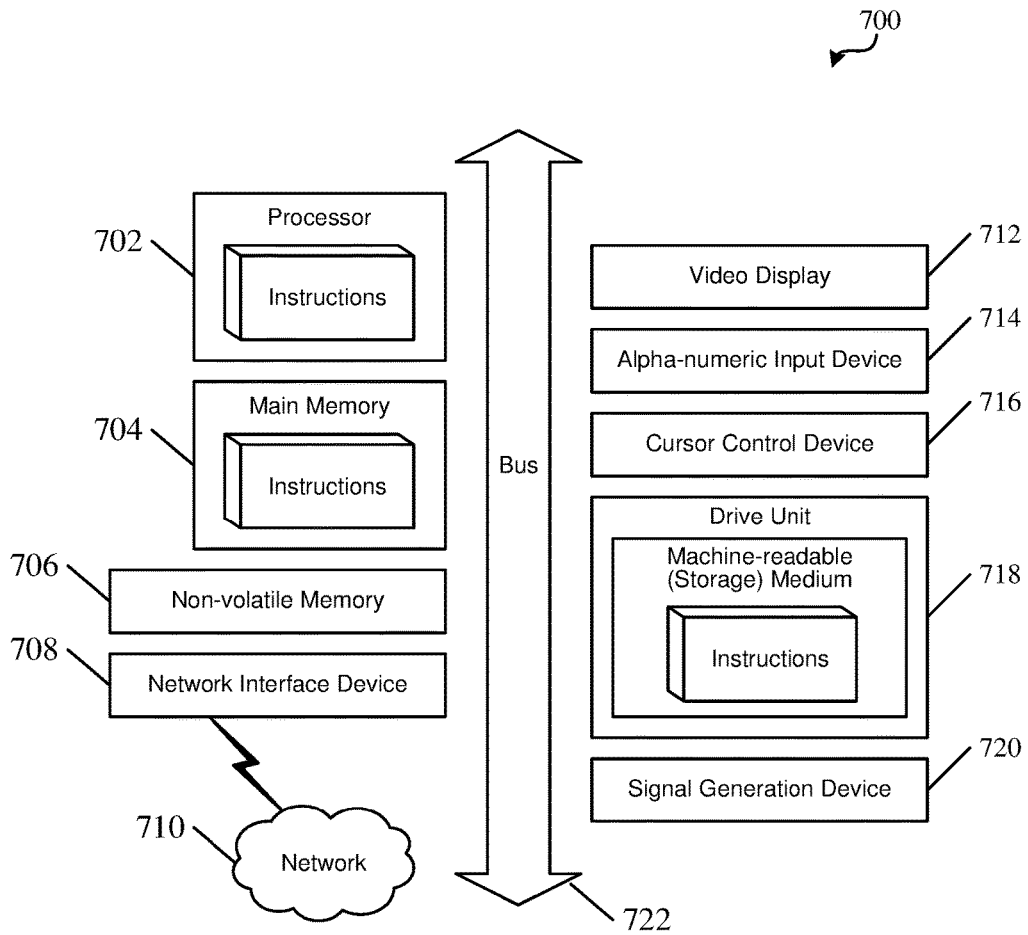 700
Processor
702
Instructions
Main Memory
704
Instructions
706
Non-volatile Memory
708
Network Interface Device
710
Network
Bus
722
712
Video Display
714
Alpha-numeric Input Device
716
Cursor Control Device
Drive Unit
Machine-readable
(Storage) Medium
718
Instructions
720
Signal Generation Device